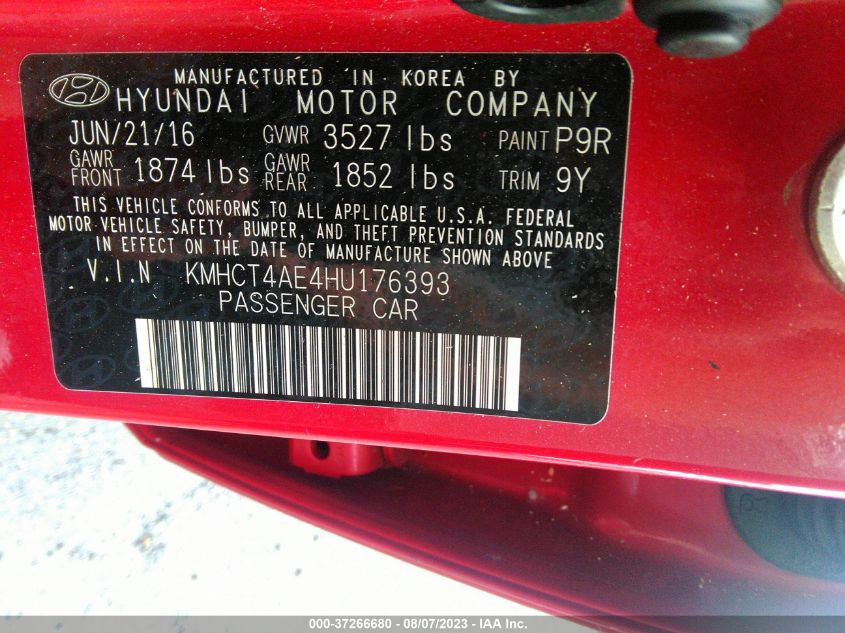 MANUFACTURED IN KOREA BY
HYUNDAI MOTOR COMPANY
JUN/21/16 GVWR 3527 lbs PAINT P9R
GAWR FRONT 1874 lbs GAWR REAR 1852 lbs TRIM 9Y
THIS VEHICLE CONFORMS TO ALL APPLICABLE U.S.A. FEDERAL
MOTOR VEHICLE SAFETY, BUMPER, AND THEFT PREVENTION STANDARDS
IN EFFECT ON THE DATE OF MANUFACTURE SHOWN ABOVE
V.I.N KMHCT4AE4HU176393
PASSENGER CAR
000-37266680 - 08/07/2023 - IAA Inc.